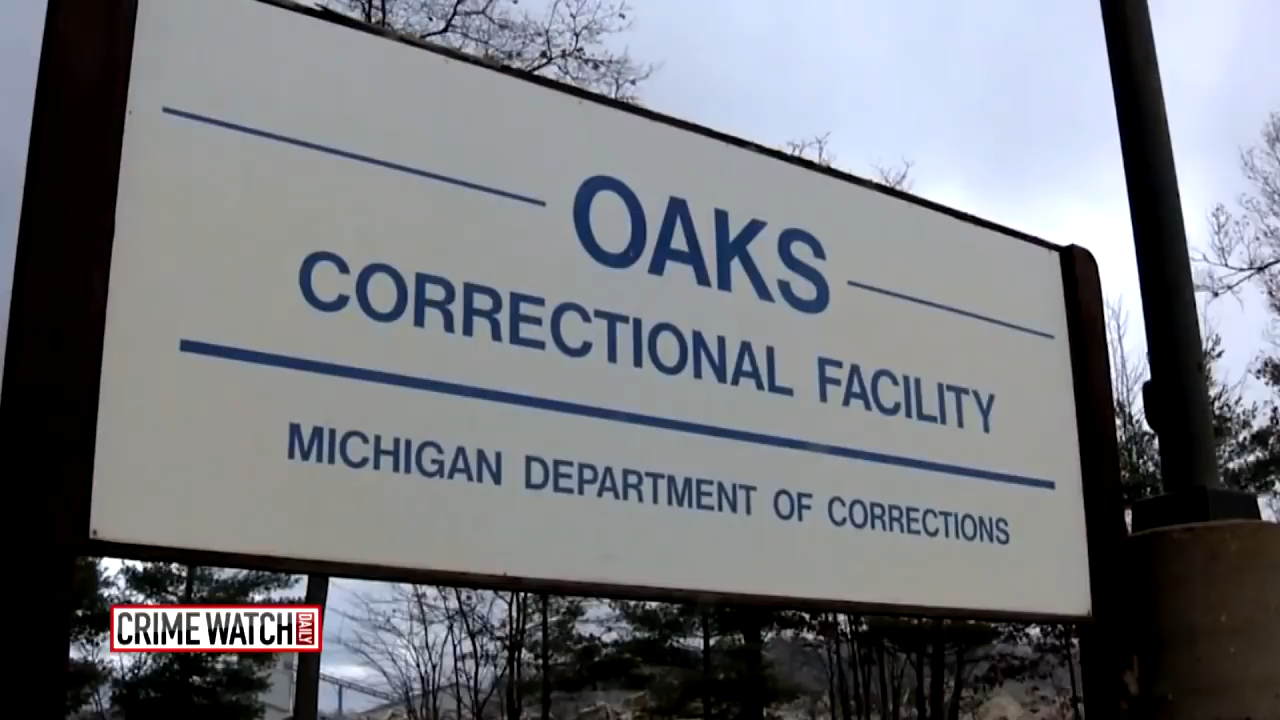 OAKS
CORRECTIONAL FACILITY
MICHIGAN DEPARTMENT OF CORRECTIONS
CRIME WATCH DAILY